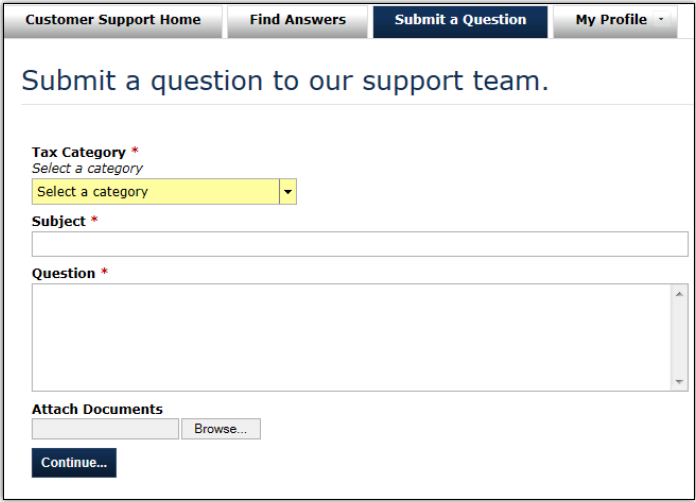 Customer Support Home Find Answers Submit a Question My Profile
Submit a question to our support team.
Tax Category *
Select a category
Select a category
Subject *
Question *
Attach Documents
Browse...
Continue...